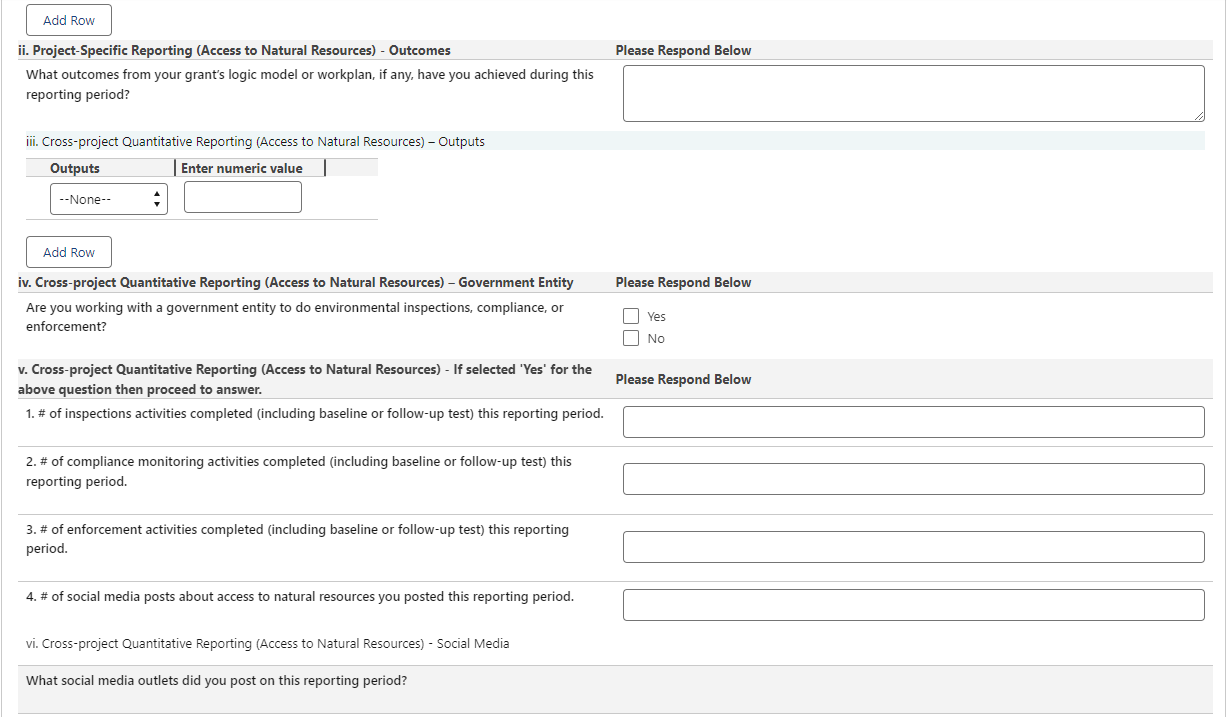 Add Row
ii. Project-Specific Reporting (Access to Natural Resources) - Outcomes
Please Respond Below
What outcomes from your grant's logic model or workplan, if any, have you achieved during this
reporting period?
iii. Cross-project Quantitative Reporting (Access to Natural Resources) – Outputs
Outputs
Enter numeric value
--None--
Add Row
iv. Cross-project Quantitative Reporting (Access to Natural Resources) – Government Entity
Please Respond Below
Are you working with a government entity to do environmental inspections, compliance, or
enforcement?
Yes
No
v. Cross-project Quantitative Reporting (Access to Natural Resources) - If selected 'Yes' for the
above question then proceed to answer.
Please Respond Below
1. # of inspections activities completed (including baseline or follow-up test) this reporting period.
2. # of compliance monitoring activities completed (including baseline or follow-up test) this
reporting period.
3. # of enforcement activities completed (including baseline or follow-up test) this reporting
period.
4. # of social media posts about access to natural resources you posted this reporting period.
vi. Cross-project Quantitative Reporting (Access to Natural Resources) - Social Media
What social media outlets did you post on this reporting period?